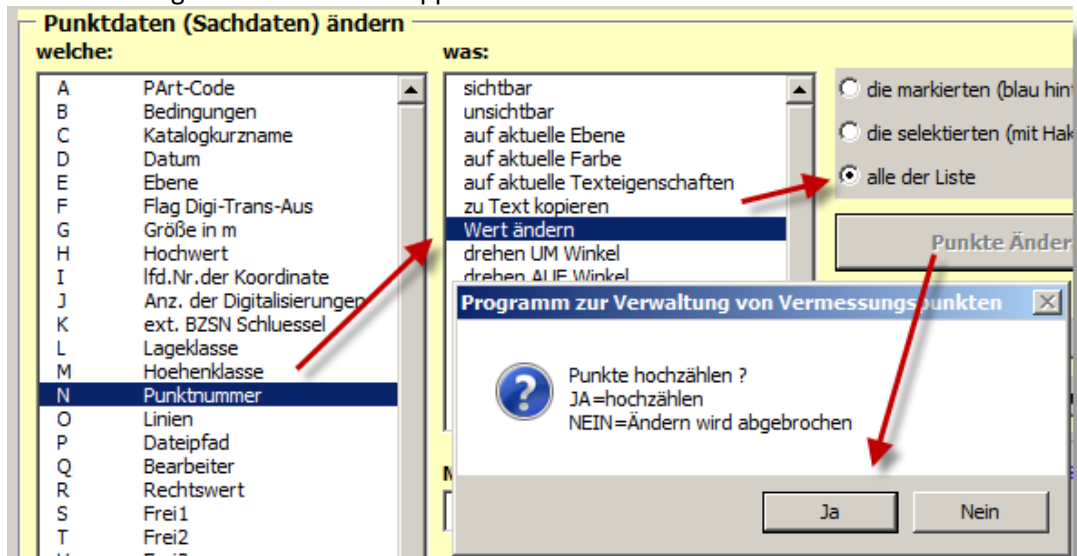 Punktdaten (Sachdaten) ändern
welche:
A PArt-Code
B Bedingungen
C Katalogkurzname
D Datum
E Ebene
F Flag Digi-Trans-Aus
G Größe in m
H Hochwert
I lfd.Nr.der Koordinate
J Anz. der Digitalisierungen
K ext. BZSN Schluessel
L Lageklasse
M Hoehenklasse
N Punktnummer
O Linien
P Dateipfad
Q Bearbeiter
R Rechtswert
S Frei1
T Frei2
was:
sichtbar
unsichtbar
auf aktuelle Ebene
auf aktuelle Farbe
auf aktuelle Texteigenschaften
zu Text kopieren
Wert ändern
drehen UM Winkel
drehen AUF Winkel
die markierten (blau hin
die selektierten (mit Hak
alle der Liste
Punkte Änder
Programm zur Verwaltung von Vermessungspunkten
Punkte hochzählen ?
JA=hochzählen
NEIN=Ändern wird abgebrochen
Ja
Nein